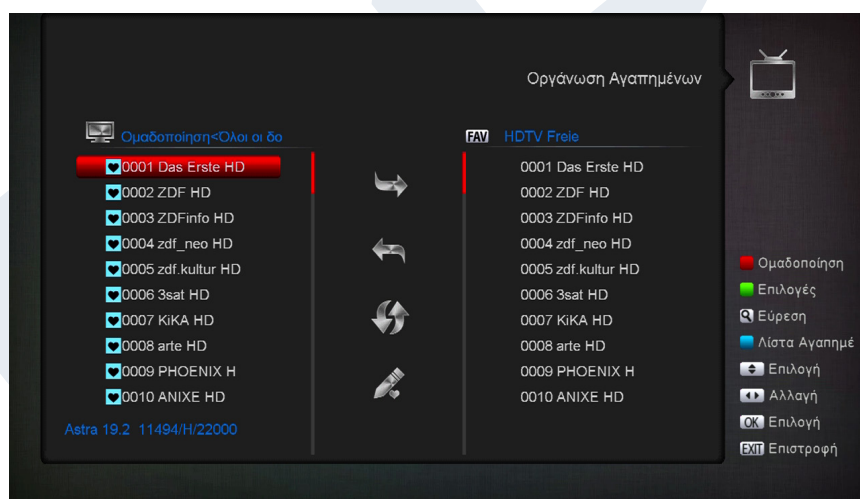 Οργάνωση Αγαπημένων
Ομαδοποίηση<Όλοι οι δο
0001 Das Erste HD
0002 ZDF HD
0003 ZDFinfo HD
0004 zdf_neo HD
0005 zdf.kultur HD
0006 3sat HD
0007 KiKA HD
0008 arte HD
0009 PHOENIX H
0010 ANIXE HD
Astra 19.2 11494/H/22000
FAV HDTV Freie
0001 Das Erste HD
0002 ZDF HD
0003 ZDFinfo HD
0004 zdf_neo HD
0005 zdf.kultur HD
0006 3sat HD
0007 KiKA HD
0008 arte HD
0009 PHOENIX H
0010 ANIXE HD
Ομαδοποίηση
Επιλογές
Εύρεση
Λίστα Αγαπημέ
Επιλογή
Αλλαγή
OK Επιλογή
EXIT Επιστροφή